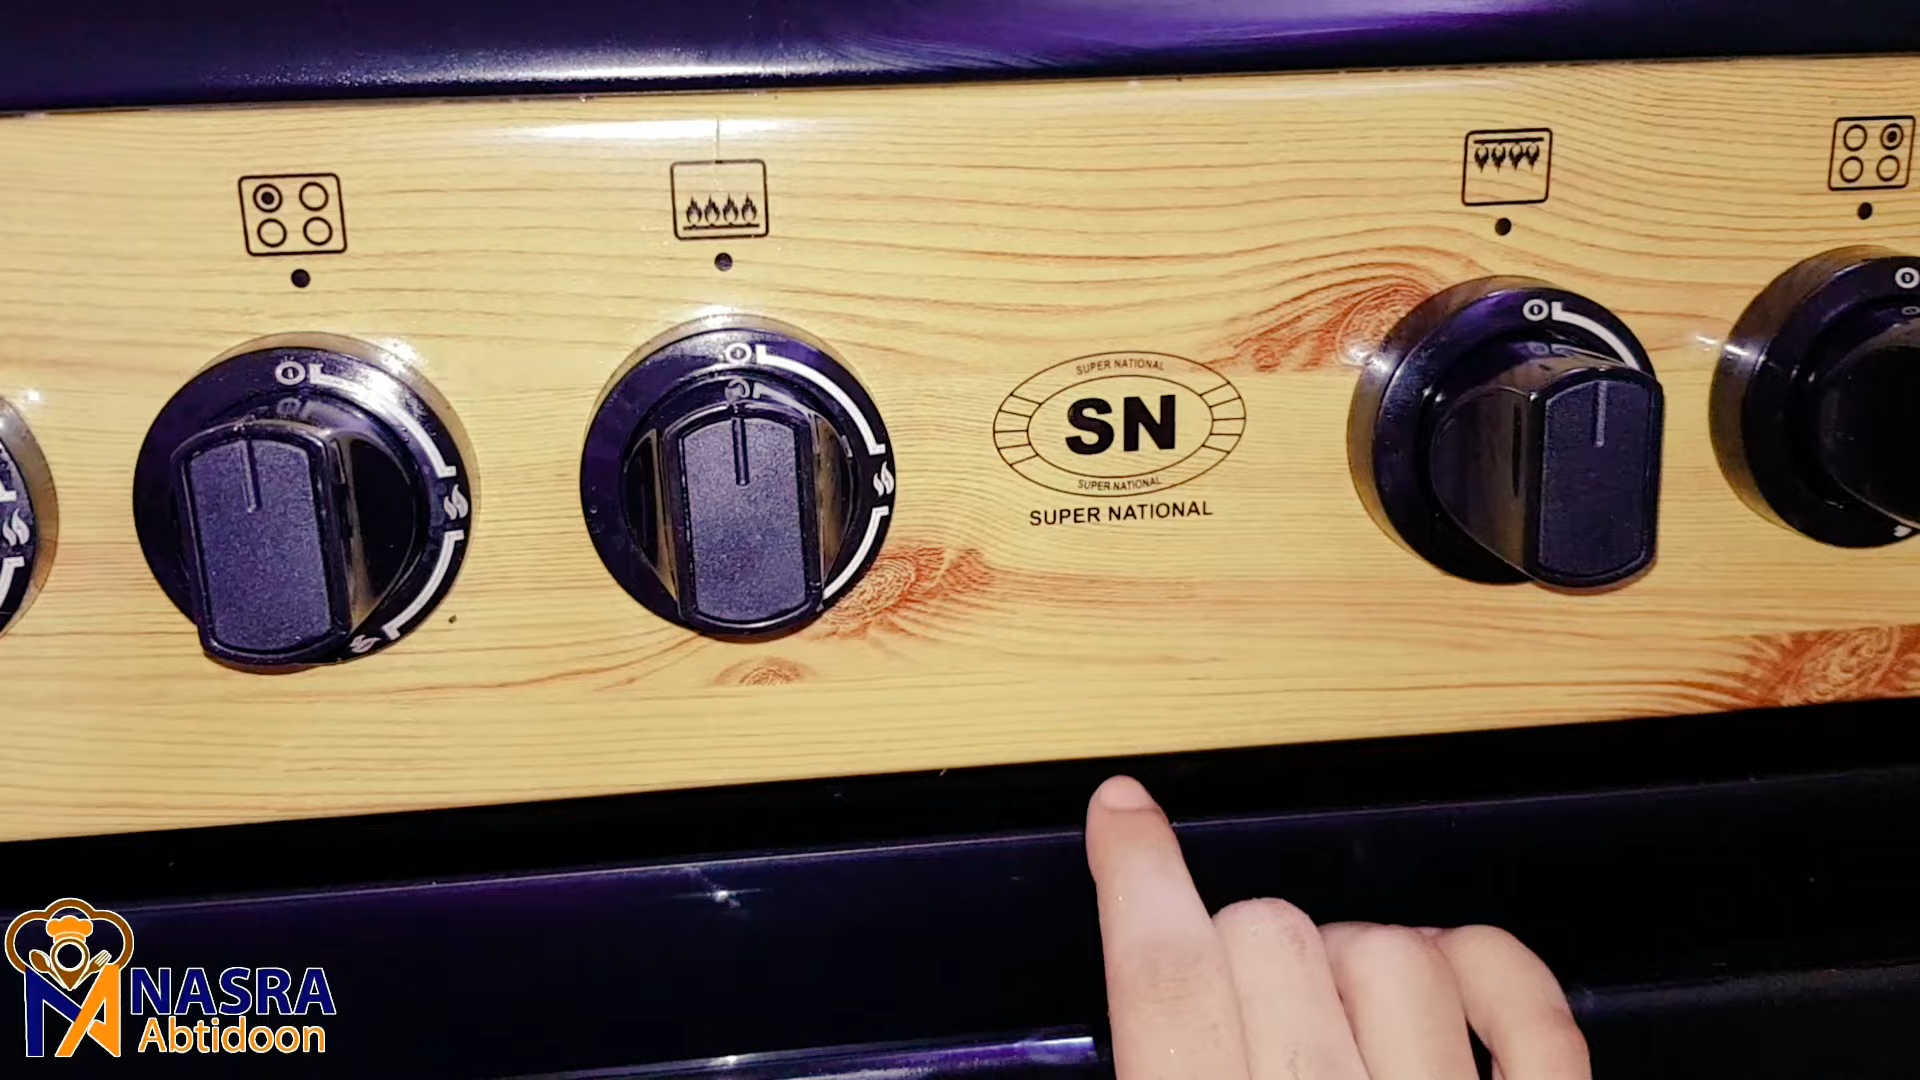 SUPER NATIONAL
SN
SUPER NATIONAL
SUPER NATIONAL
NASRA
Abtidoon